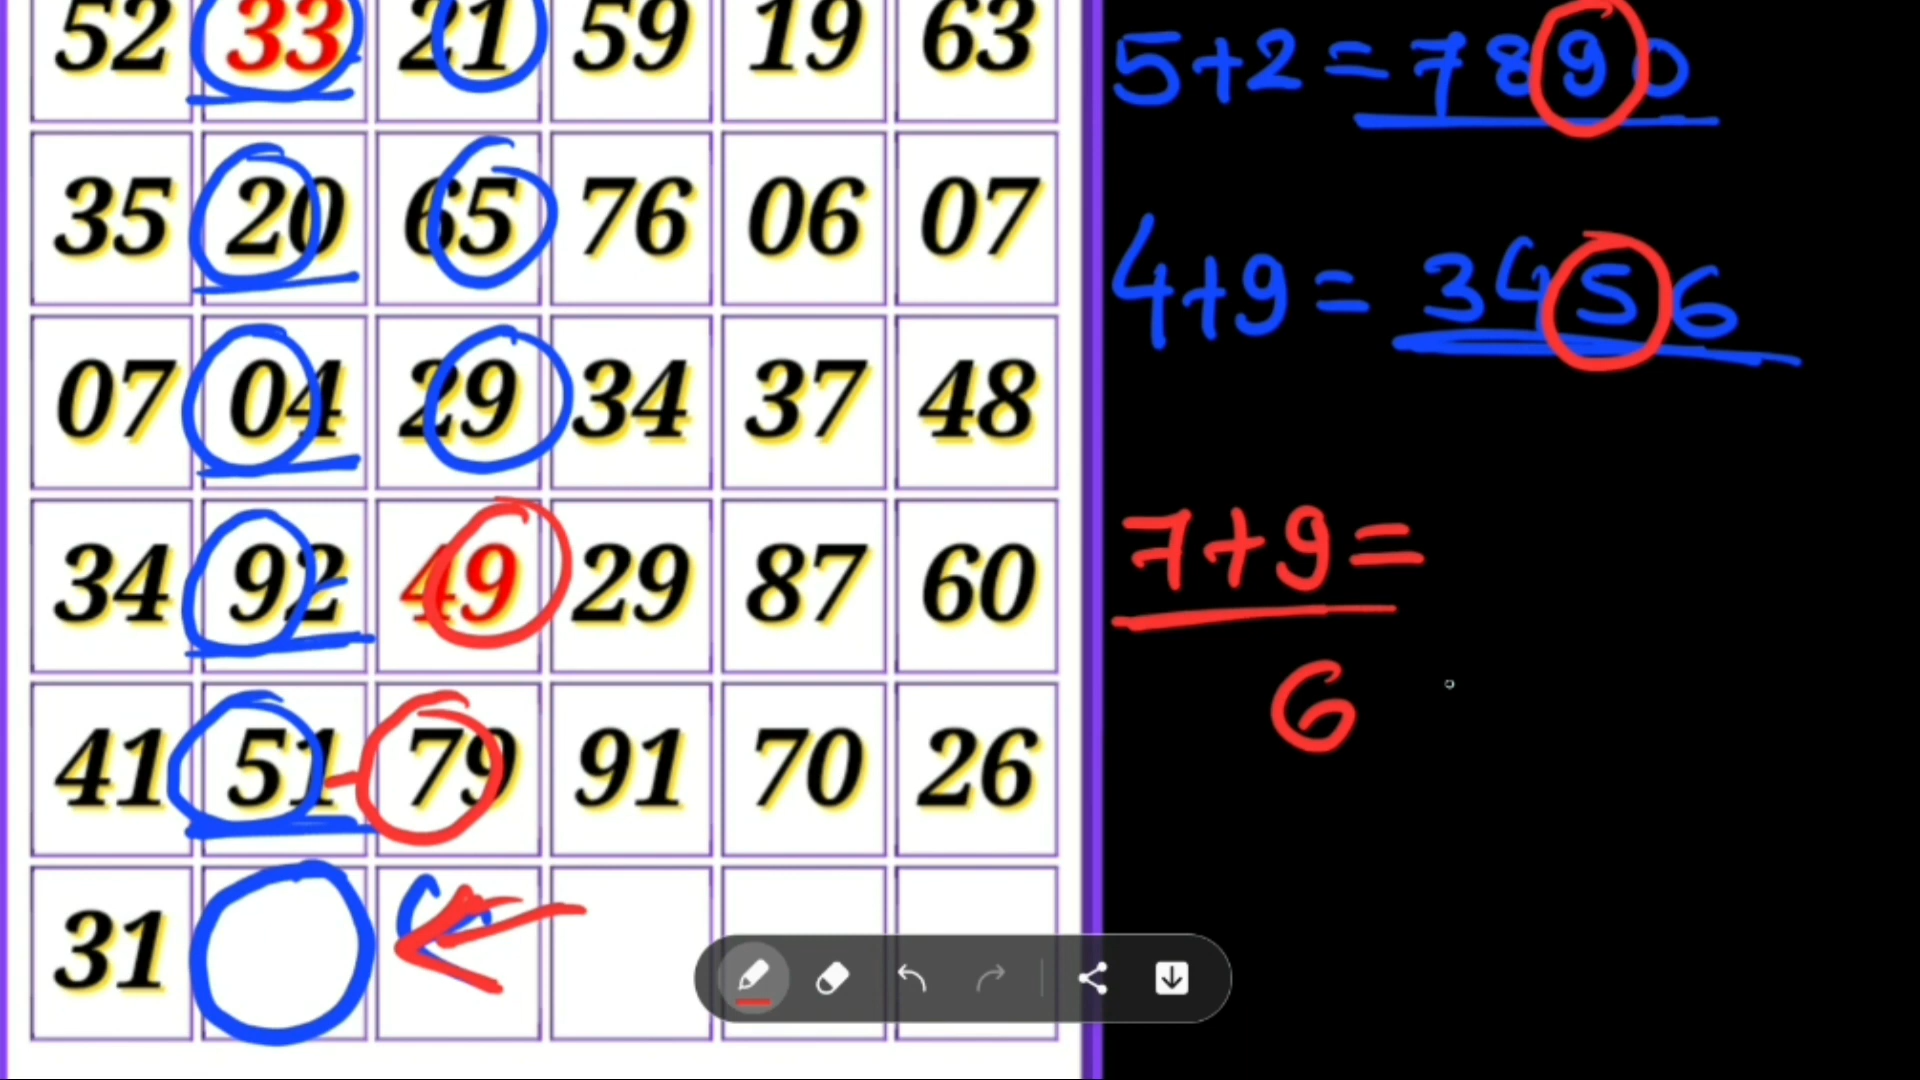 52 33 21 59 19 63
35 20 65 76 06 07
07 04 29 34 37 48
34 92 49 29 87 60
41 51 79 91 70 26
31
5+2=7890
4+9=3456
7+9=
6